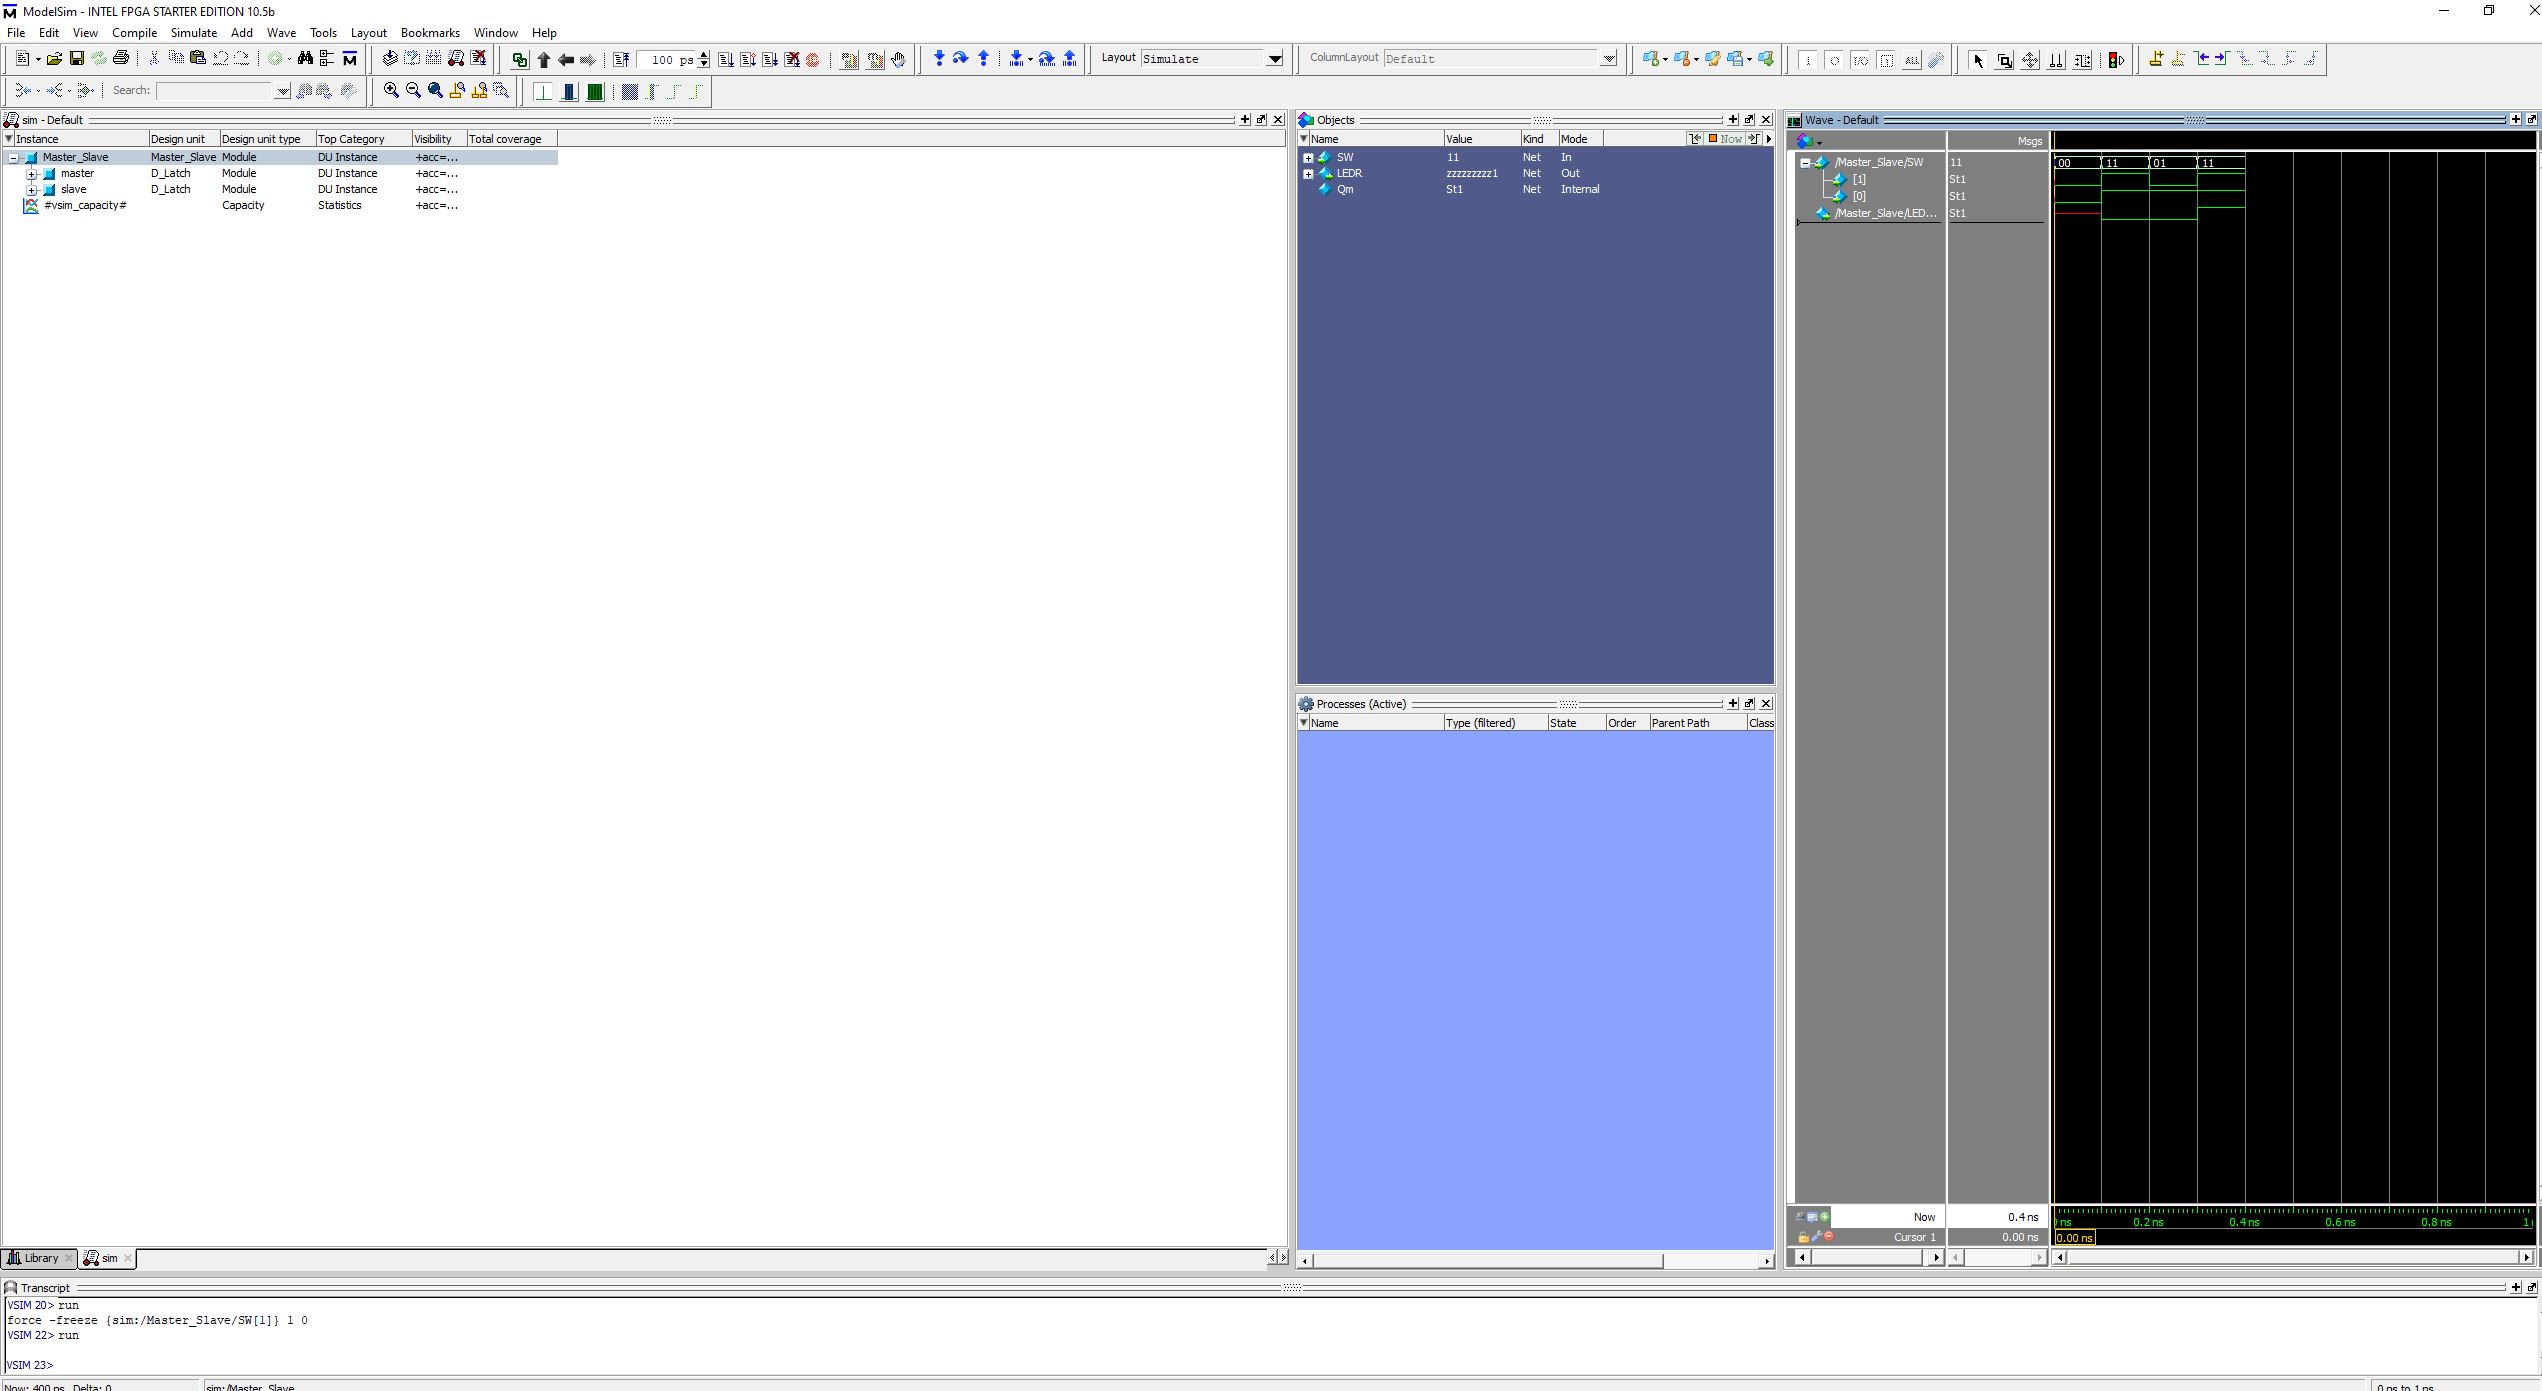 ModelSim - INTEL FPGA STARTER EDITION 10.5b
File Edit View Compile Simulate Add Wave Tools Layout Bookmarks Window Help
100 ps
Layout Simulate
ColumnLayout Default
Search:
sim - Default
Instance Design unit Design unit type Top Category Visibility Total coverage
Master_Slave Master_Slave Module DU Instance +acc=...
master D_Latch Module DU Instance +acc=...
slave D_Latch Module DU Instance +acc=...
#vsim_capacity# Capacity Statistics +acc=...
Library sim
Objects
Name Value Kind Mode Now
SW 11 Net In
LEDR zzzzzzzzz1 Net Out
Qm St1 Net Internal
Processes (Active)
Name Type (filtered) State Order Parent Path Class
Wave - Default
Msgs
/Master_Slave/SW 11 00 11 01 11
[1] St1
[0] St1
/Master_Slave/LED... St1
Now 0.4 ns
0.2 ns 0.4 ns 0.6 ns 0.8 ns
Cursor 1 0.00 ns 0.00 ns
Transcript
VSIM 20> run
force -freeze {sim:/Master_Slave/SW[1]} 1 0
VSIM 22> run
VSIM 23>
Now: 400 ps Delta: 0 sim:/Master_Slave 0 ps to 1 ns